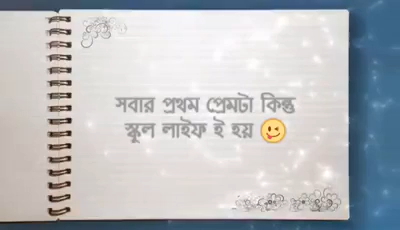 সবার প্রথম প্রেমটা কিন্তু
স্কুল লাইফ ই হয় 😋